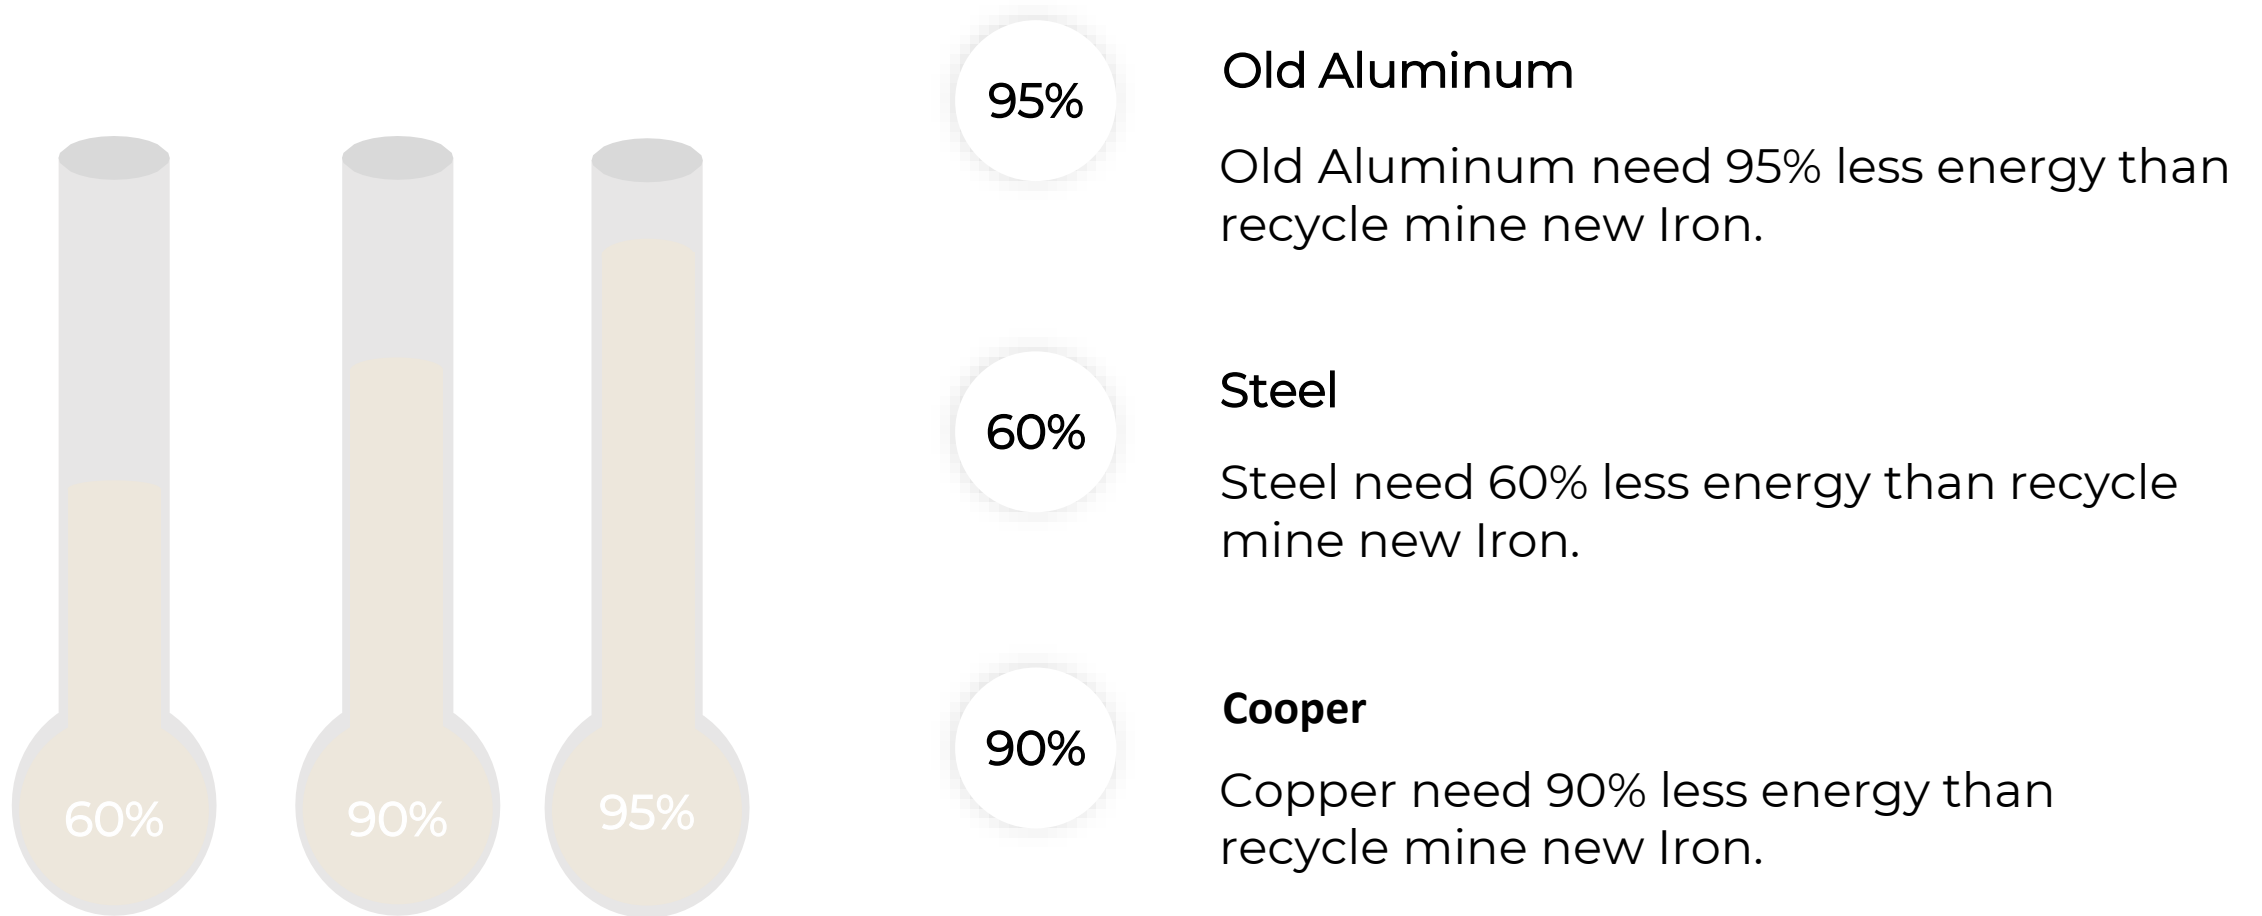 60%
90%
95%
95%
Old Aluminum
Old Aluminum need 95% less energy than
recycle mine new Iron.
60%
Steel
Steel need 60% less energy than recycle
mine new Iron.
90%
Cooper
Copper need 90% less energy than
recycle mine new Iron.